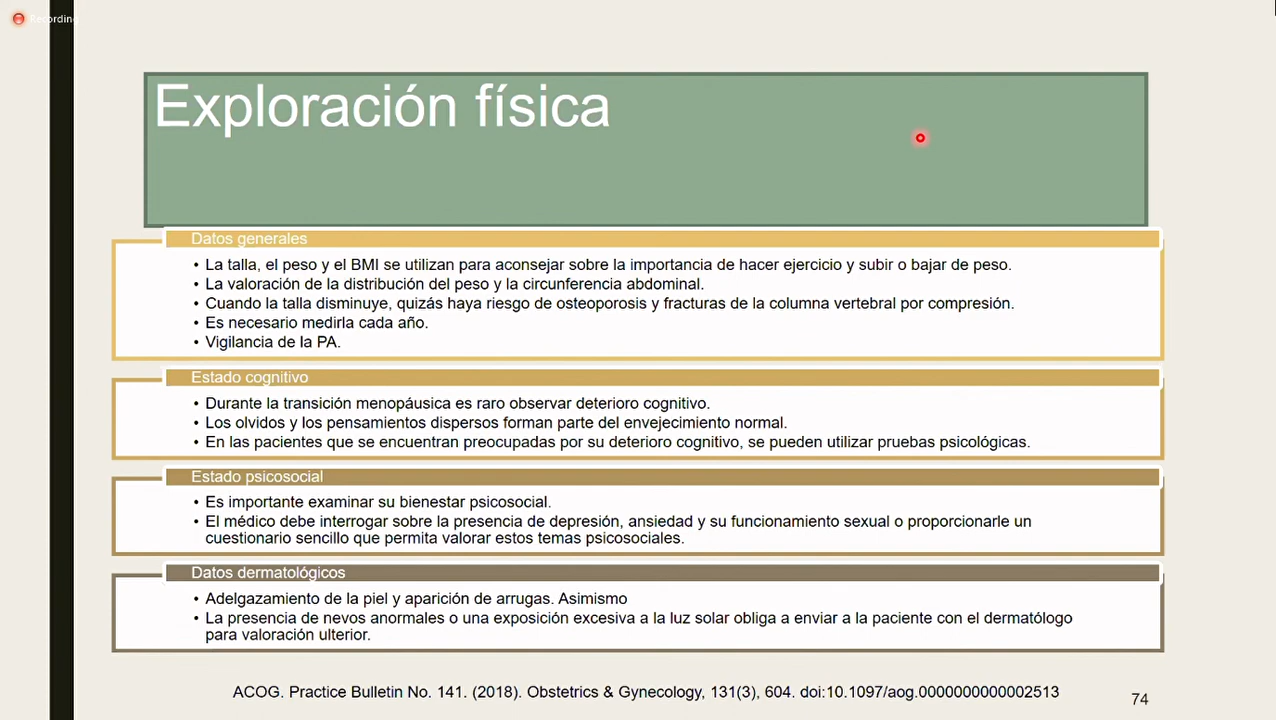 Recording
Exploración física
Datos generales
• La talla, el peso y el BMI se utilizan para aconsejar sobre la importancia de hacer ejercicio y subir o bajar de peso.
• La valoración de la distribución del peso y la circunferencia abdominal.
• Cuando la talla disminuye, quizás haya riesgo de osteoporosis y fracturas de la columna vertebral por compresión.
• Es necesario medirla cada año.
• Vigilancia de la PA.
Estado cognitivo
• Durante la transición menopáusica es raro observar deterioro cognitivo.
• Los olvidos y los pensamientos dispersos forman parte del envejecimiento normal.
• En las pacientes que se encuentran preocupadas por su deterioro cognitivo, se pueden utilizar pruebas psicológicas.
Estado psicosocial
• Es importante examinar su bienestar psicosocial.
• El médico debe interrogar sobre la presencia de depresión, ansiedad y su funcionamiento sexual o proporcionarle un
cuestionario sencillo que permita valorar estos temas psicosociales.
Datos dermatológicos
• Adelgazamiento de la piel y aparición de arrugas. Asimismo
• La presencia de nevos anormales o una exposición excesiva a la luz solar obliga a enviar a la paciente con el dermatólogo
para valoración ulterior.
ACOG. Practice Bulletin No. 141. (2018). Obstetrics & Gynecology, 131(3), 604. doi:10.1097/aog.0000000000002513
74